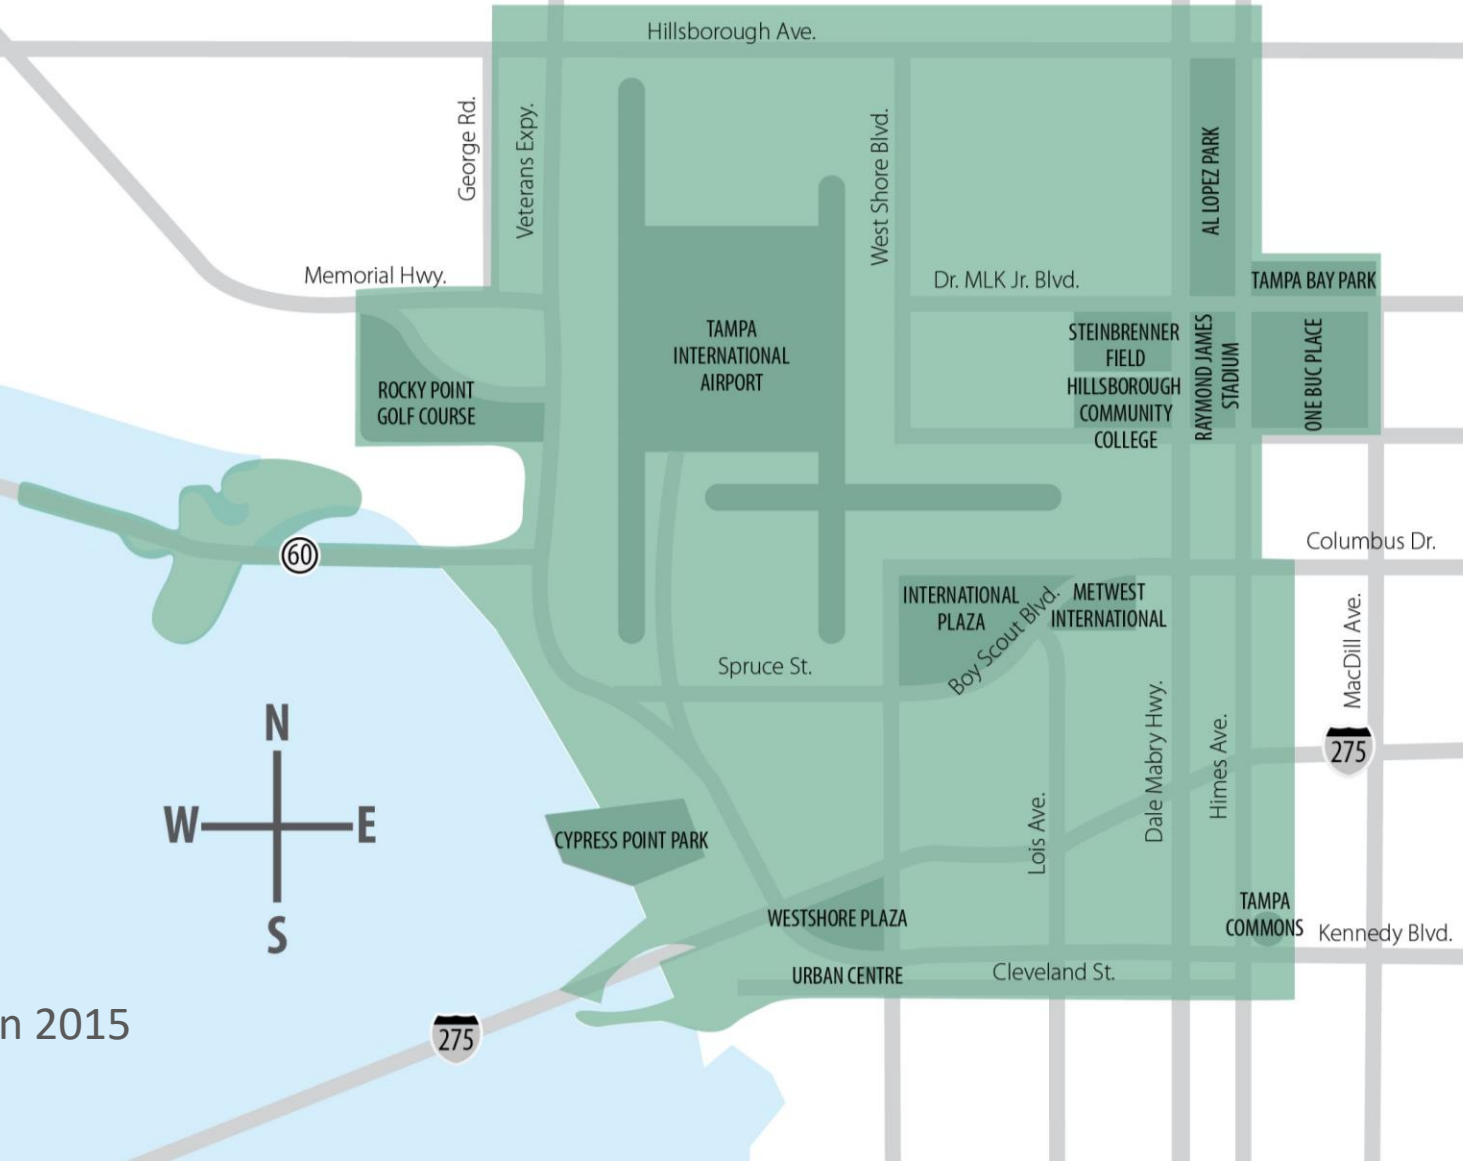 Hillsborough Ave.
George Rd.
Veterans Expy.
West Shore Blvd.
AL LOPEZ PARK
Memorial Hwy.
Dr. MLK Jr. Blvd.
TAMPA BAY PARK
TAMPA
INTERNATIONAL
AIRPORT
STEINBRENNER
FIELD
HILLSBOROUGH
COMMUNITY
COLLEGE
RAYMOND JAMES
STADIUM
ONE BUC PLACE
ROCKY POINT
GOLF COURSE
60
Columbus Dr.
INTERNATIONAL
PLAZA
Boy Scout Blvd.
METWEST
INTERNATIONAL
MacDill Ave.
Spruce St.
Dale Mabry Hwy.
Himes Ave.
275
N
W
E
S
CYPRESS POINT PARK
Lois Ave.
WESTSHORE PLAZA
TAMPA
COMMONS
Kennedy Blvd.
URBAN CENTRE
Cleveland St.
n 2015
275